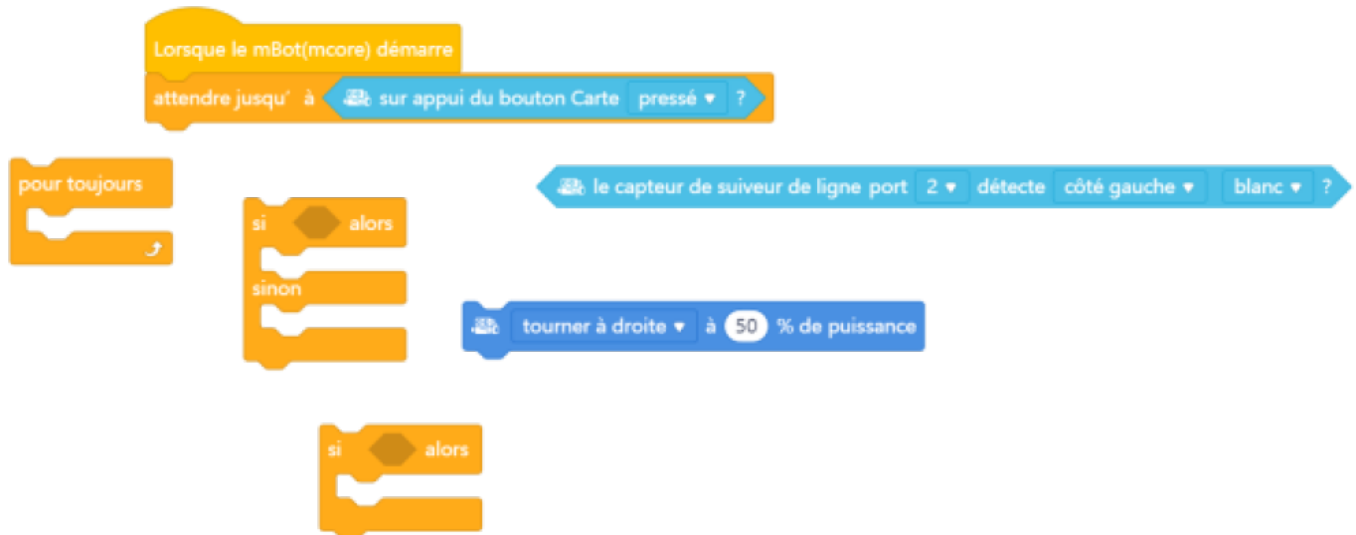 Lorsque le mBot(mcore) démarre
attendre jusqu' à sur appui du bouton Carte pressé ?
pour toujours
le capteur de suiveur de ligne port 2 détecte côté gauche blanc ?
si alors
sinon
tourner à droite à 50 % de puissance
si alors